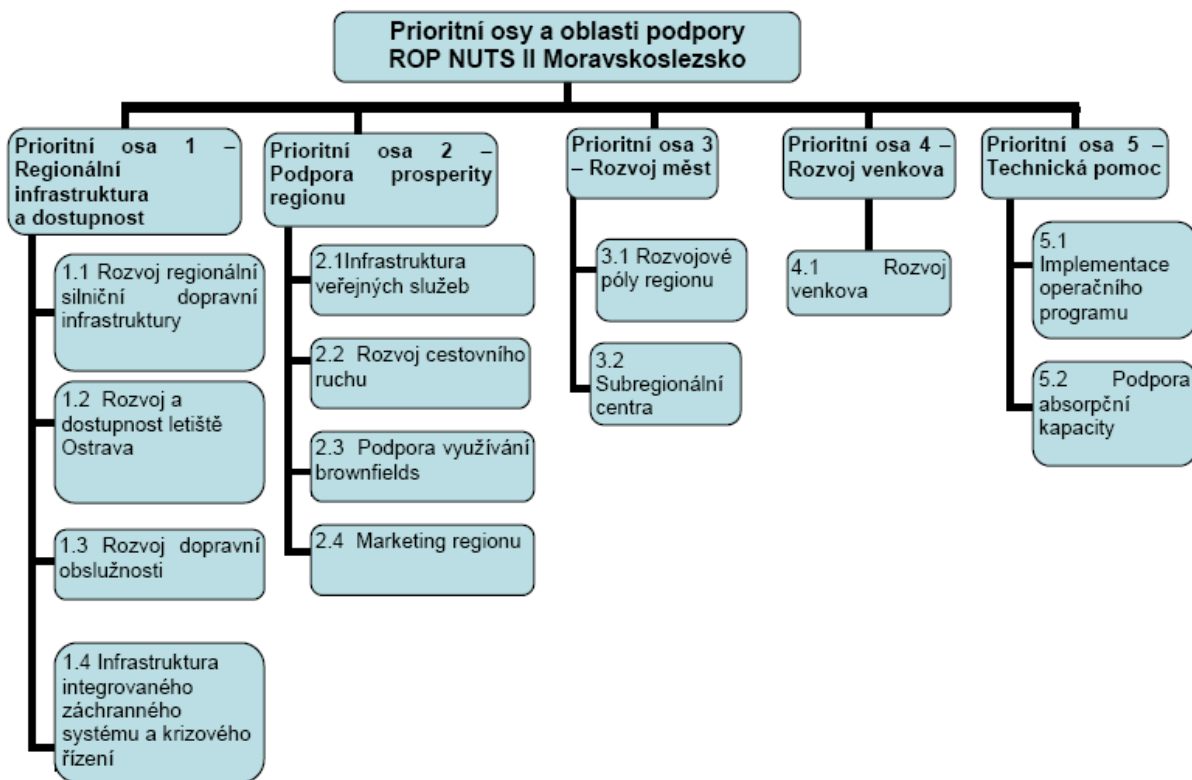 Prioritní osy a oblasti podpory
ROP NUTS II Moravskoslezsko
Prioritní osa 1 –
Regionální
infrastruktura
a dostupnost
1.1 Rozvoj regionální
silniční dopravní
infrastruktury
1.2 Rozvoj a
dostupnost letiště
Ostrava
1.3 Rozvoj dopravní
obslužnosti
1.4 Infrastruktura
integrovaného
záchranného
systému a krizového
řízení
Prioritní osa 2 –
Podpora prosperity
regionu
2.1Infrastruktura
veřejných služeb
2.2 Rozvoj cestovního
ruchu
2.3 Podpora využívání
brownfields
2.4 Marketing regionu
Prioritní osa 3
– Rozvoj měst
3.1 Rozvojové
póly regionu
3.2
Subregionální
centra
Prioritní osa 4 –
Rozvoj venkova
4.1 Rozvoj
venkova
Prioritní osa 5 –
Technická pomoc
5.1
Implementace
operačního
programu
5.2 Podpora
absorpční
kapacity